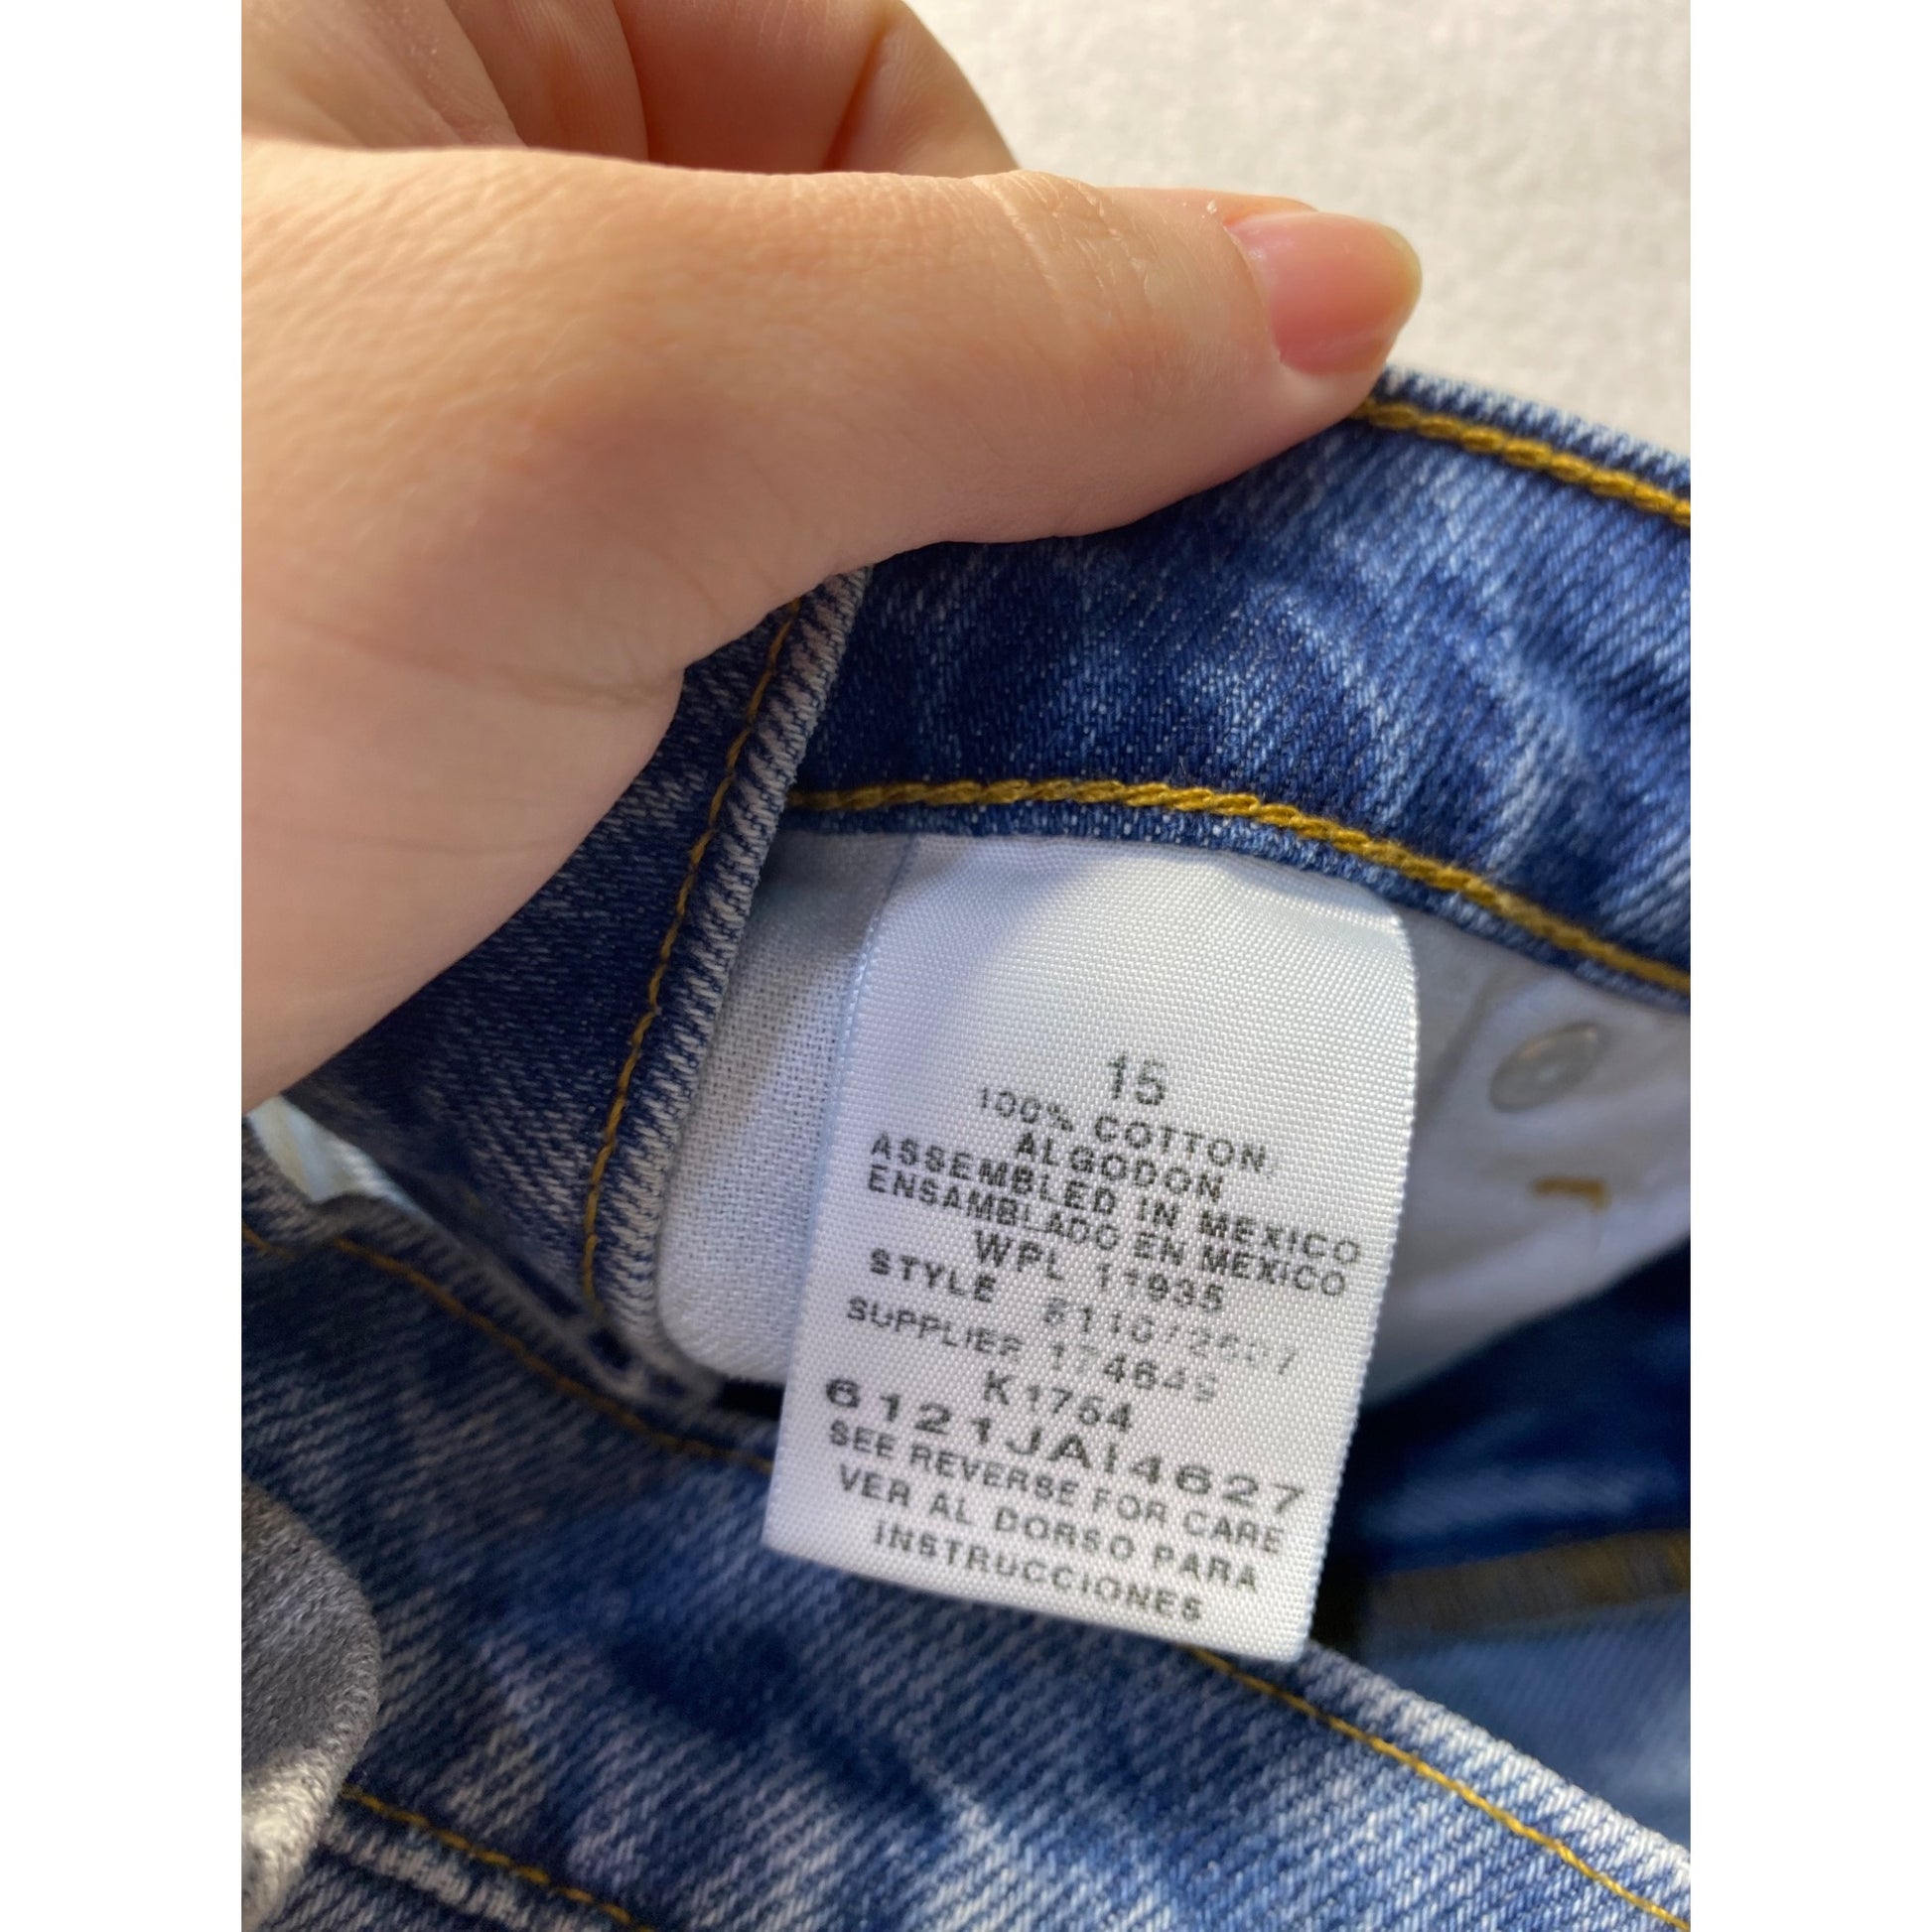 15
100% COTTON
ALGODON
ASSEMBLED IN MEXICO
ENSAMBLADO EN MEXICO
WPL 11935
STYLE
SUPPLIER
K1764
6121JAI4627
SEE REVERSE FOR CARE
VER AL DORSO PARA
INSTRUCCIONES